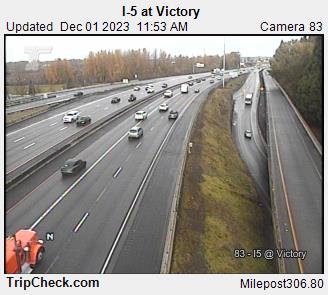 I-5 at Victory
Updated Dec 01 2023 11:53 AM Camera 83
N
83 - I5 @ Victory
TripCheck.com Milepost306.80